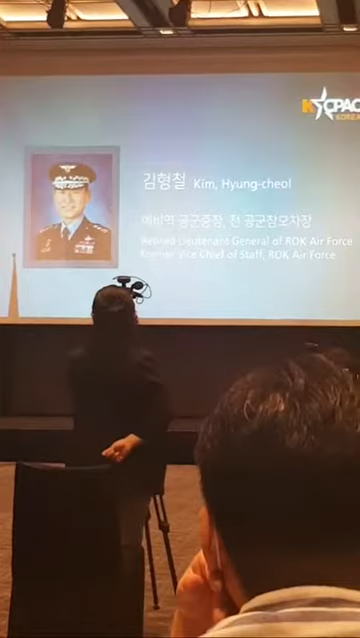 KCPAC
KOREA
김형철 Kim, Hyung-cheol
예비역 공군중장, 전 공군참모차장
Retired Lieutenant General of ROK Air Force
Former Vice Chief of Staff, ROK Air Force